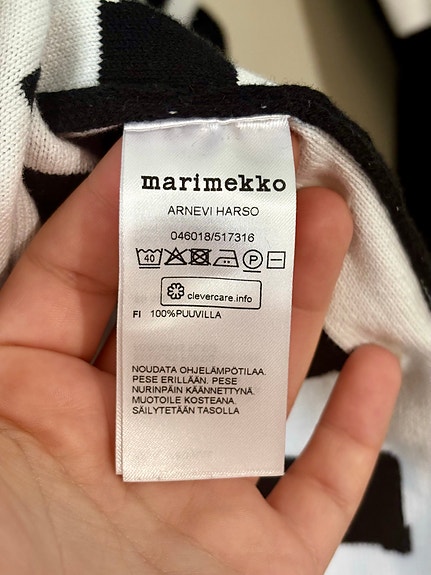 marimekko
ARNEVI HARSO
046018/517316
40 P
clevercare.info
FI 100%PUUVILLA
NOUDATA OHJELÄMPÖTILAA.
PESE ERILLÄÄN. PESE
NURINPÄIN KÄÄNNETTYNÄ.
MUOTOILE KOSTEANA.
SÄILYTETÄÄN TASOLLA